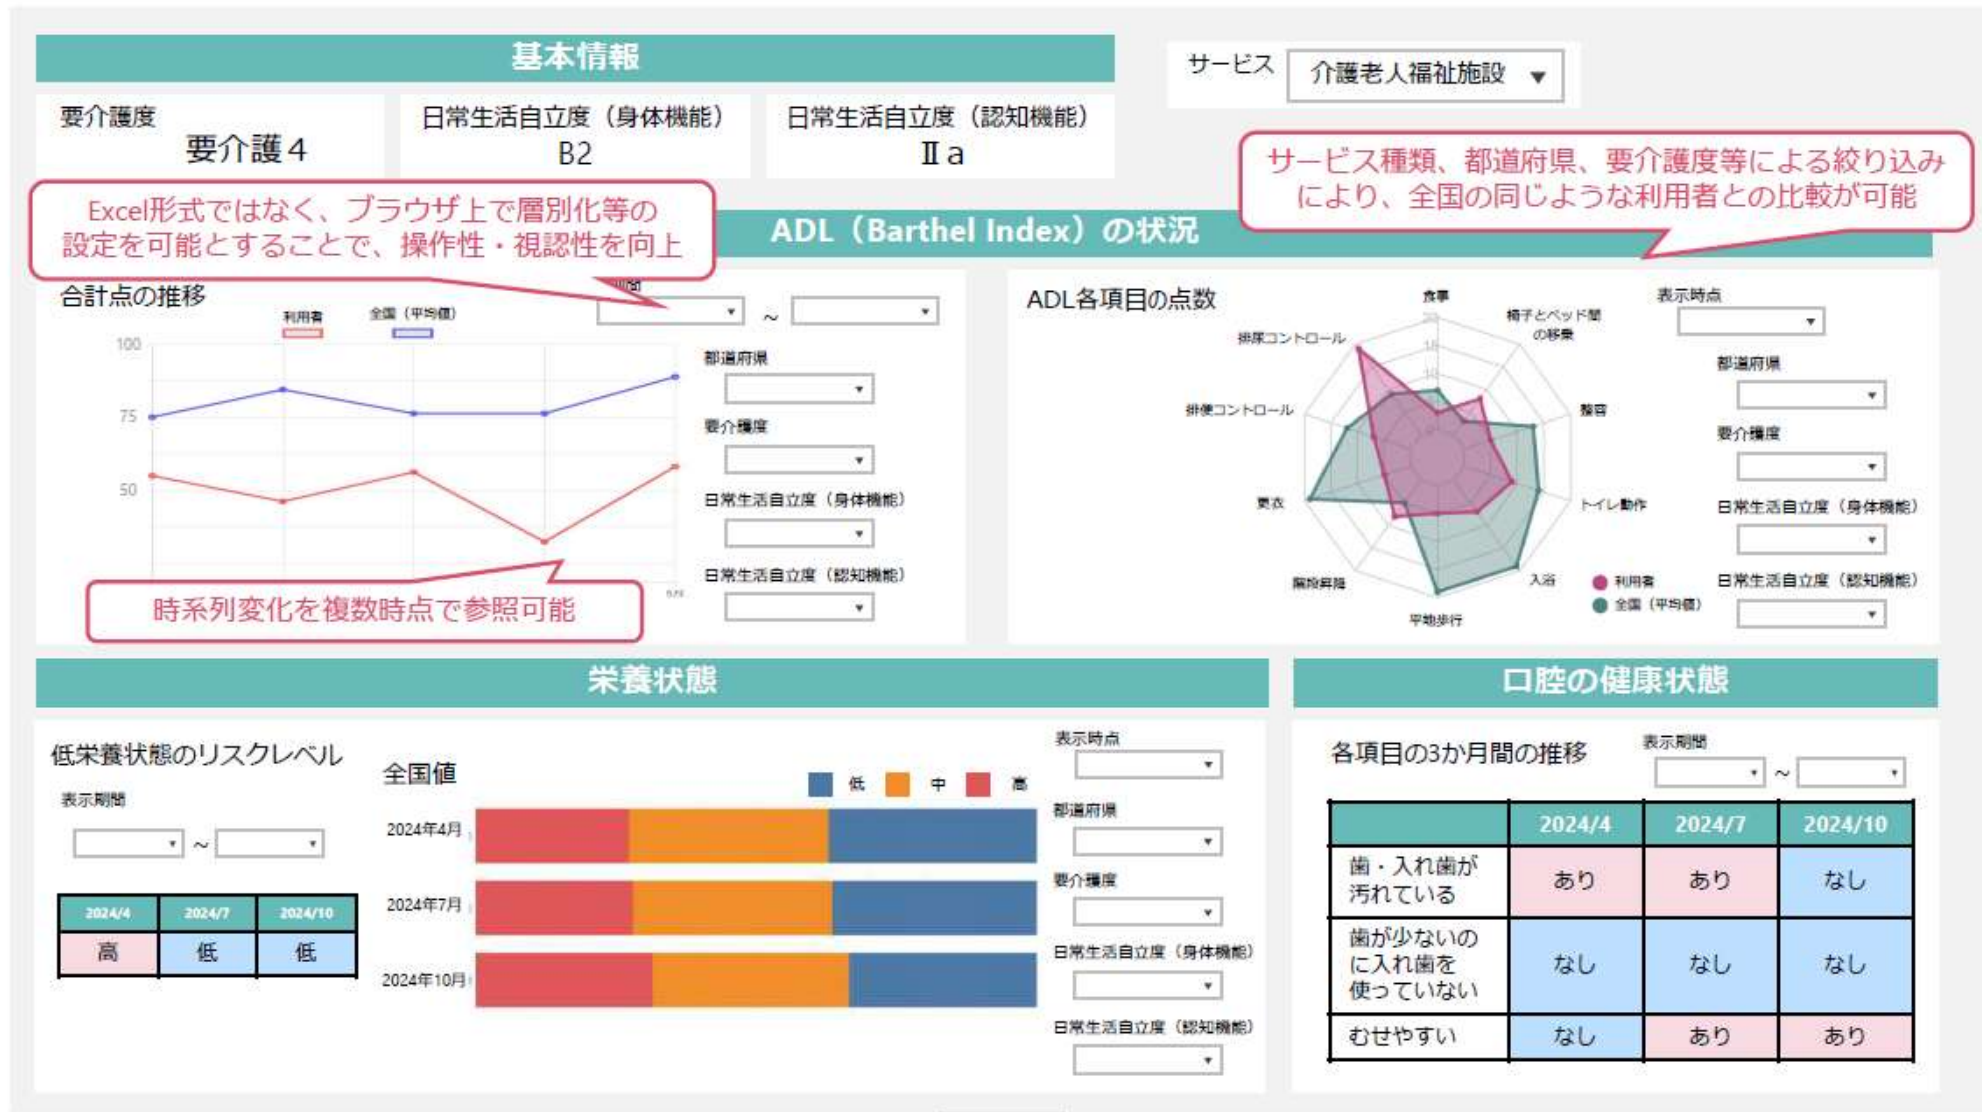 基本情報
サービス
介護老人福祉施設
要介護度
要介護４
日常生活自立度（身体機能）
B2
日常生活自立度（認知機能）
Ⅱａ
サービス種類、都道府県、要介護度等による絞り込み
により、全国の同じような利用者との比較が可能
Excel形式ではなく、ブラウザ上で層別化等の
設定を可能とすることで、操作性・視認性を向上
ADL（Barthel Index）の状況
合計点の推移
利用者
全国（平均値）
～
100
75
50
都道府県
要介護度
日常生活自立度（身体機能）
日常生活自立度（認知機能）
時系列変化を複数時点で参照可能
ADL各項目の点数
食事
椅子とベッド間
の移乗
整容
トイレ動作
入浴
平地歩行
階段昇降
更衣
排便コントロール
排尿コントロール
15
10
利用者
全国（平均値）
表示時点
都道府県
要介護度
日常生活自立度（身体機能）
日常生活自立度（認知機能）
栄養状態
低栄養状態のリスクレベル
表示期間
～
2024/4 2024/7 2024/10
高 低 低
全国値
低 中 高
2024年4月
2024年7月
2024年10月
表示時点
都道府県
要介護度
日常生活自立度（身体機能）
日常生活自立度（認知機能）
口腔の健康状態
各項目の3か月間の推移
表示期間
～
2024/4 2024/7 2024/10
歯・入れ歯が
汚れている
あり あり なし
歯が少ないの
に入れ歯を
使っていない
なし なし なし
むせやすい なし あり あり